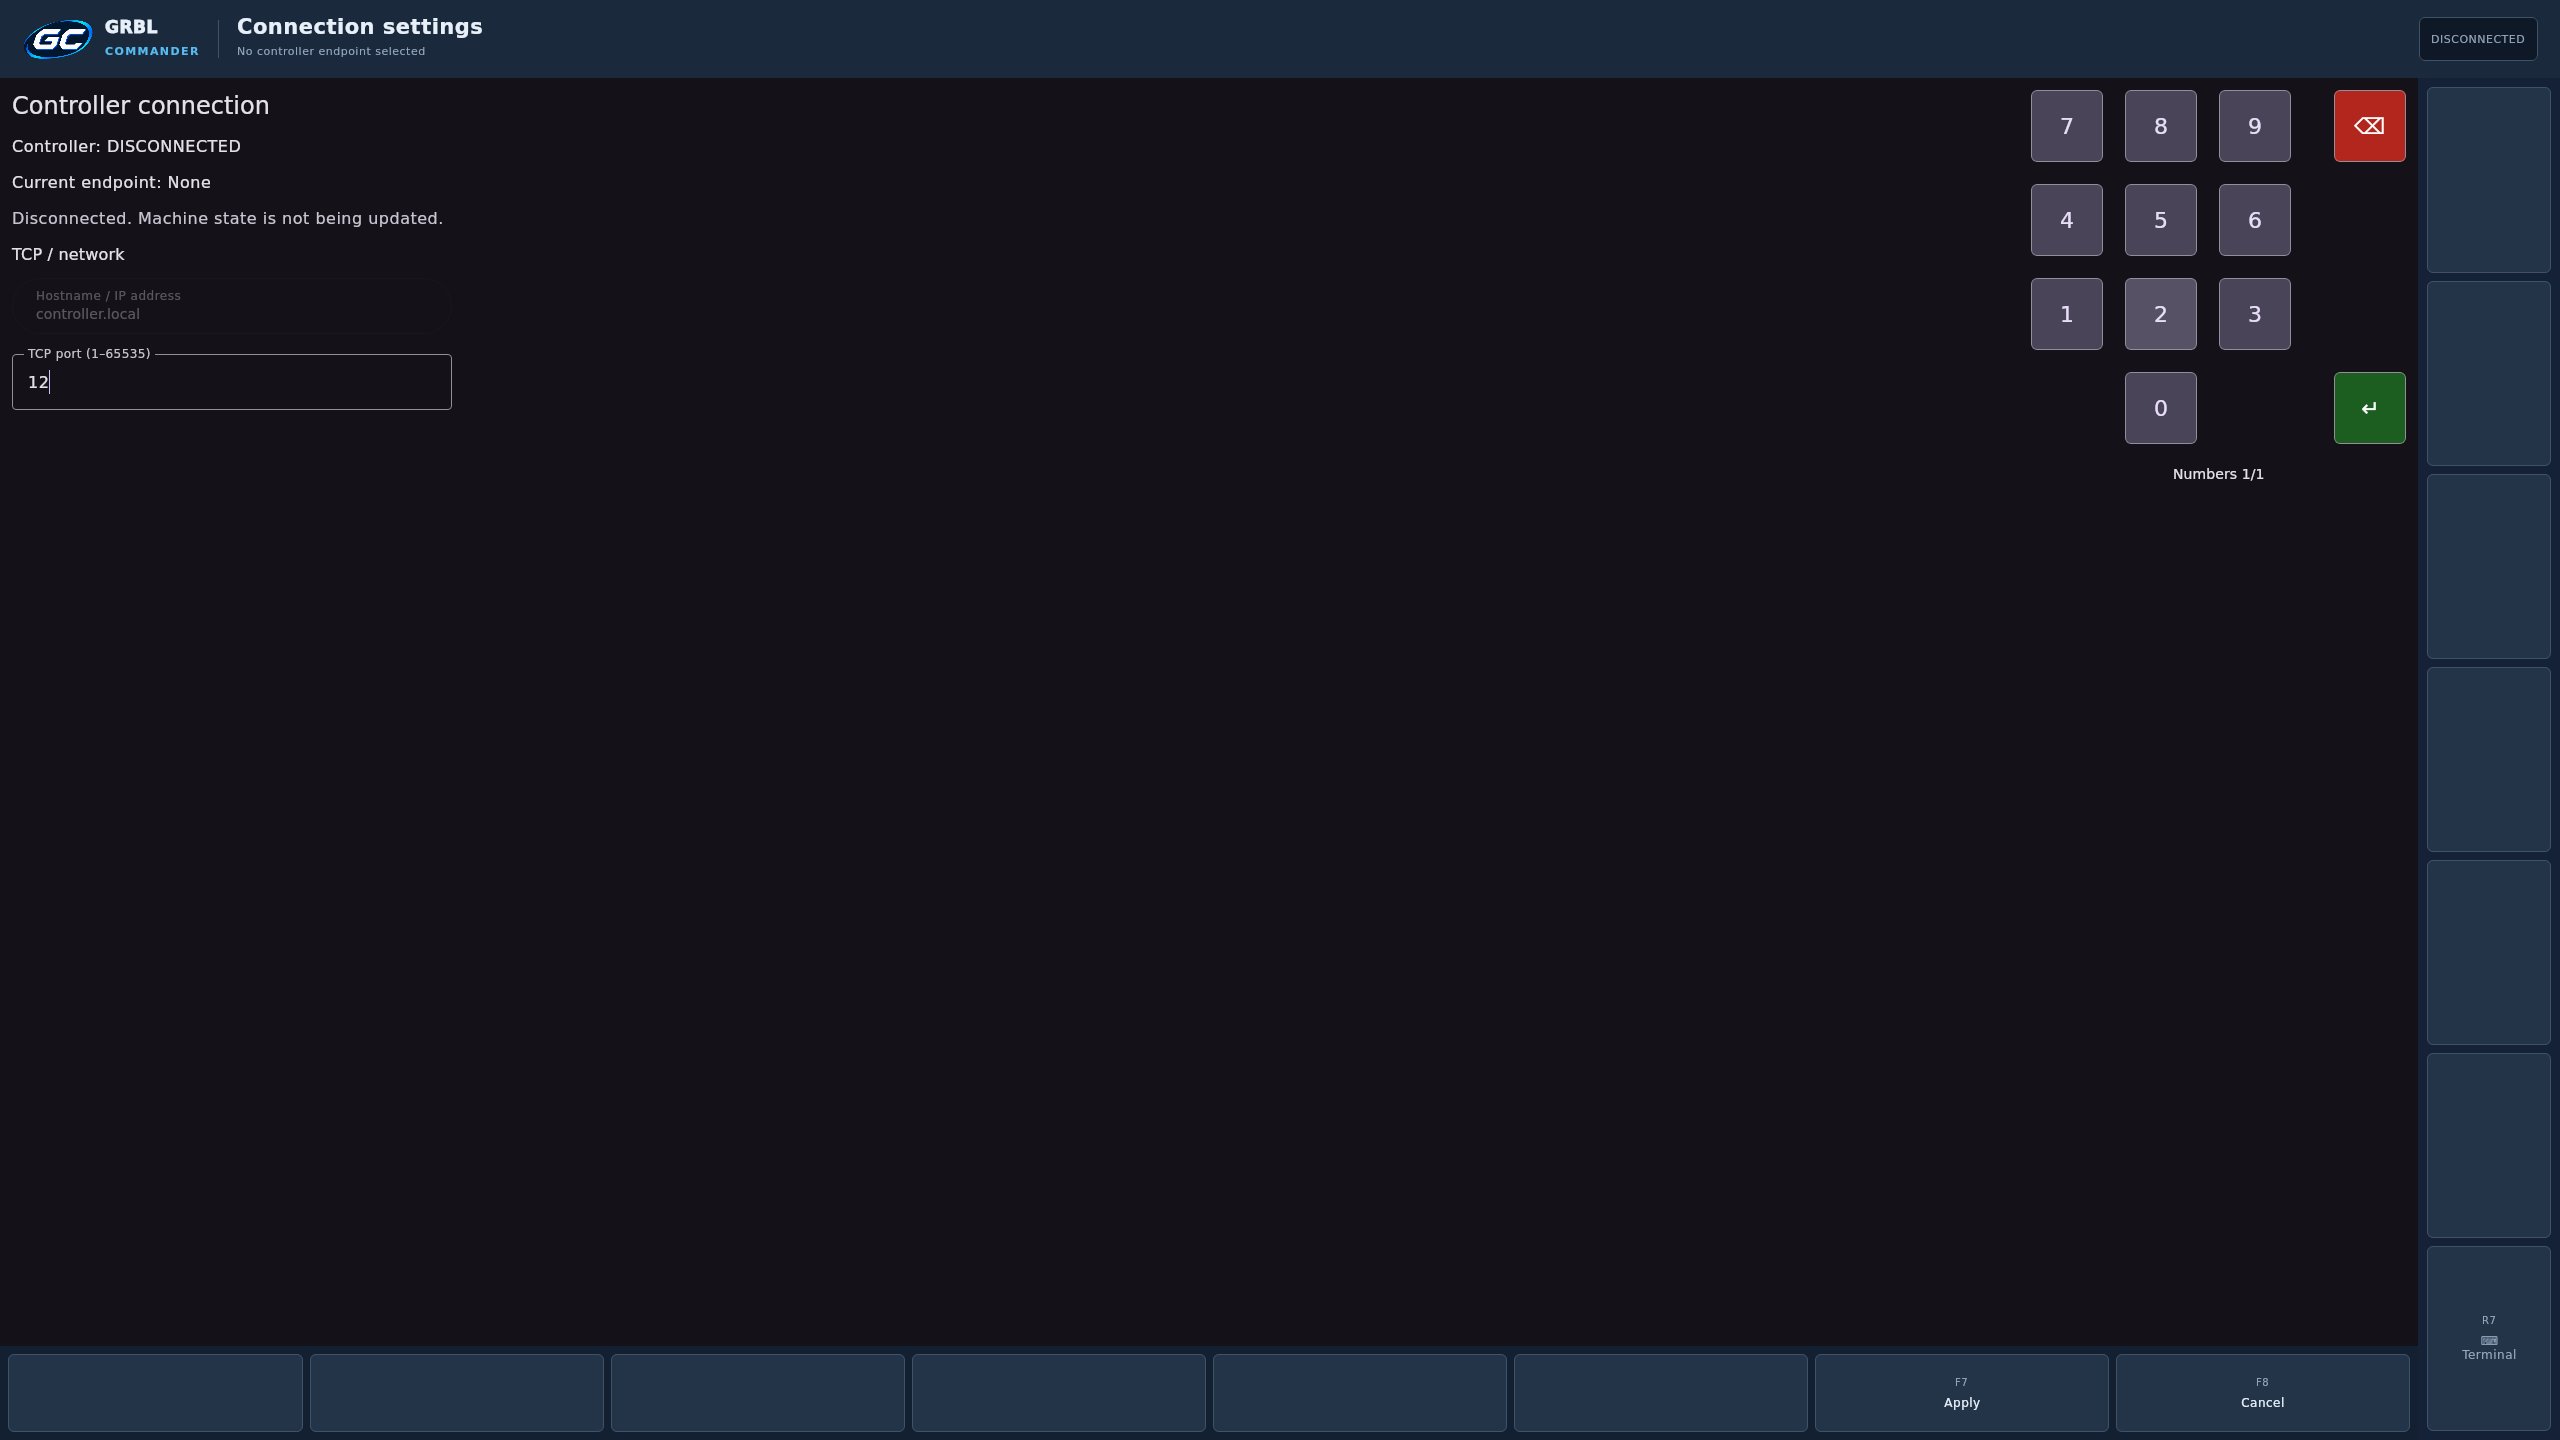 GC
GRBL
COMMANDER
Connection settings
No controller endpoint selected
DISCONNECTED
Controller connection
Controller: DISCONNECTED
Current endpoint: None
Disconnected. Machine state is not being updated.
TCP / network
Hostname / IP address
controller.local
TCP port (1–65535)
12
7 8 9 ⌫
4 5 6
1 2 3
0 ↵
Numbers 1/1
R7
⌨
Terminal
F7
Apply
F8
Cancel